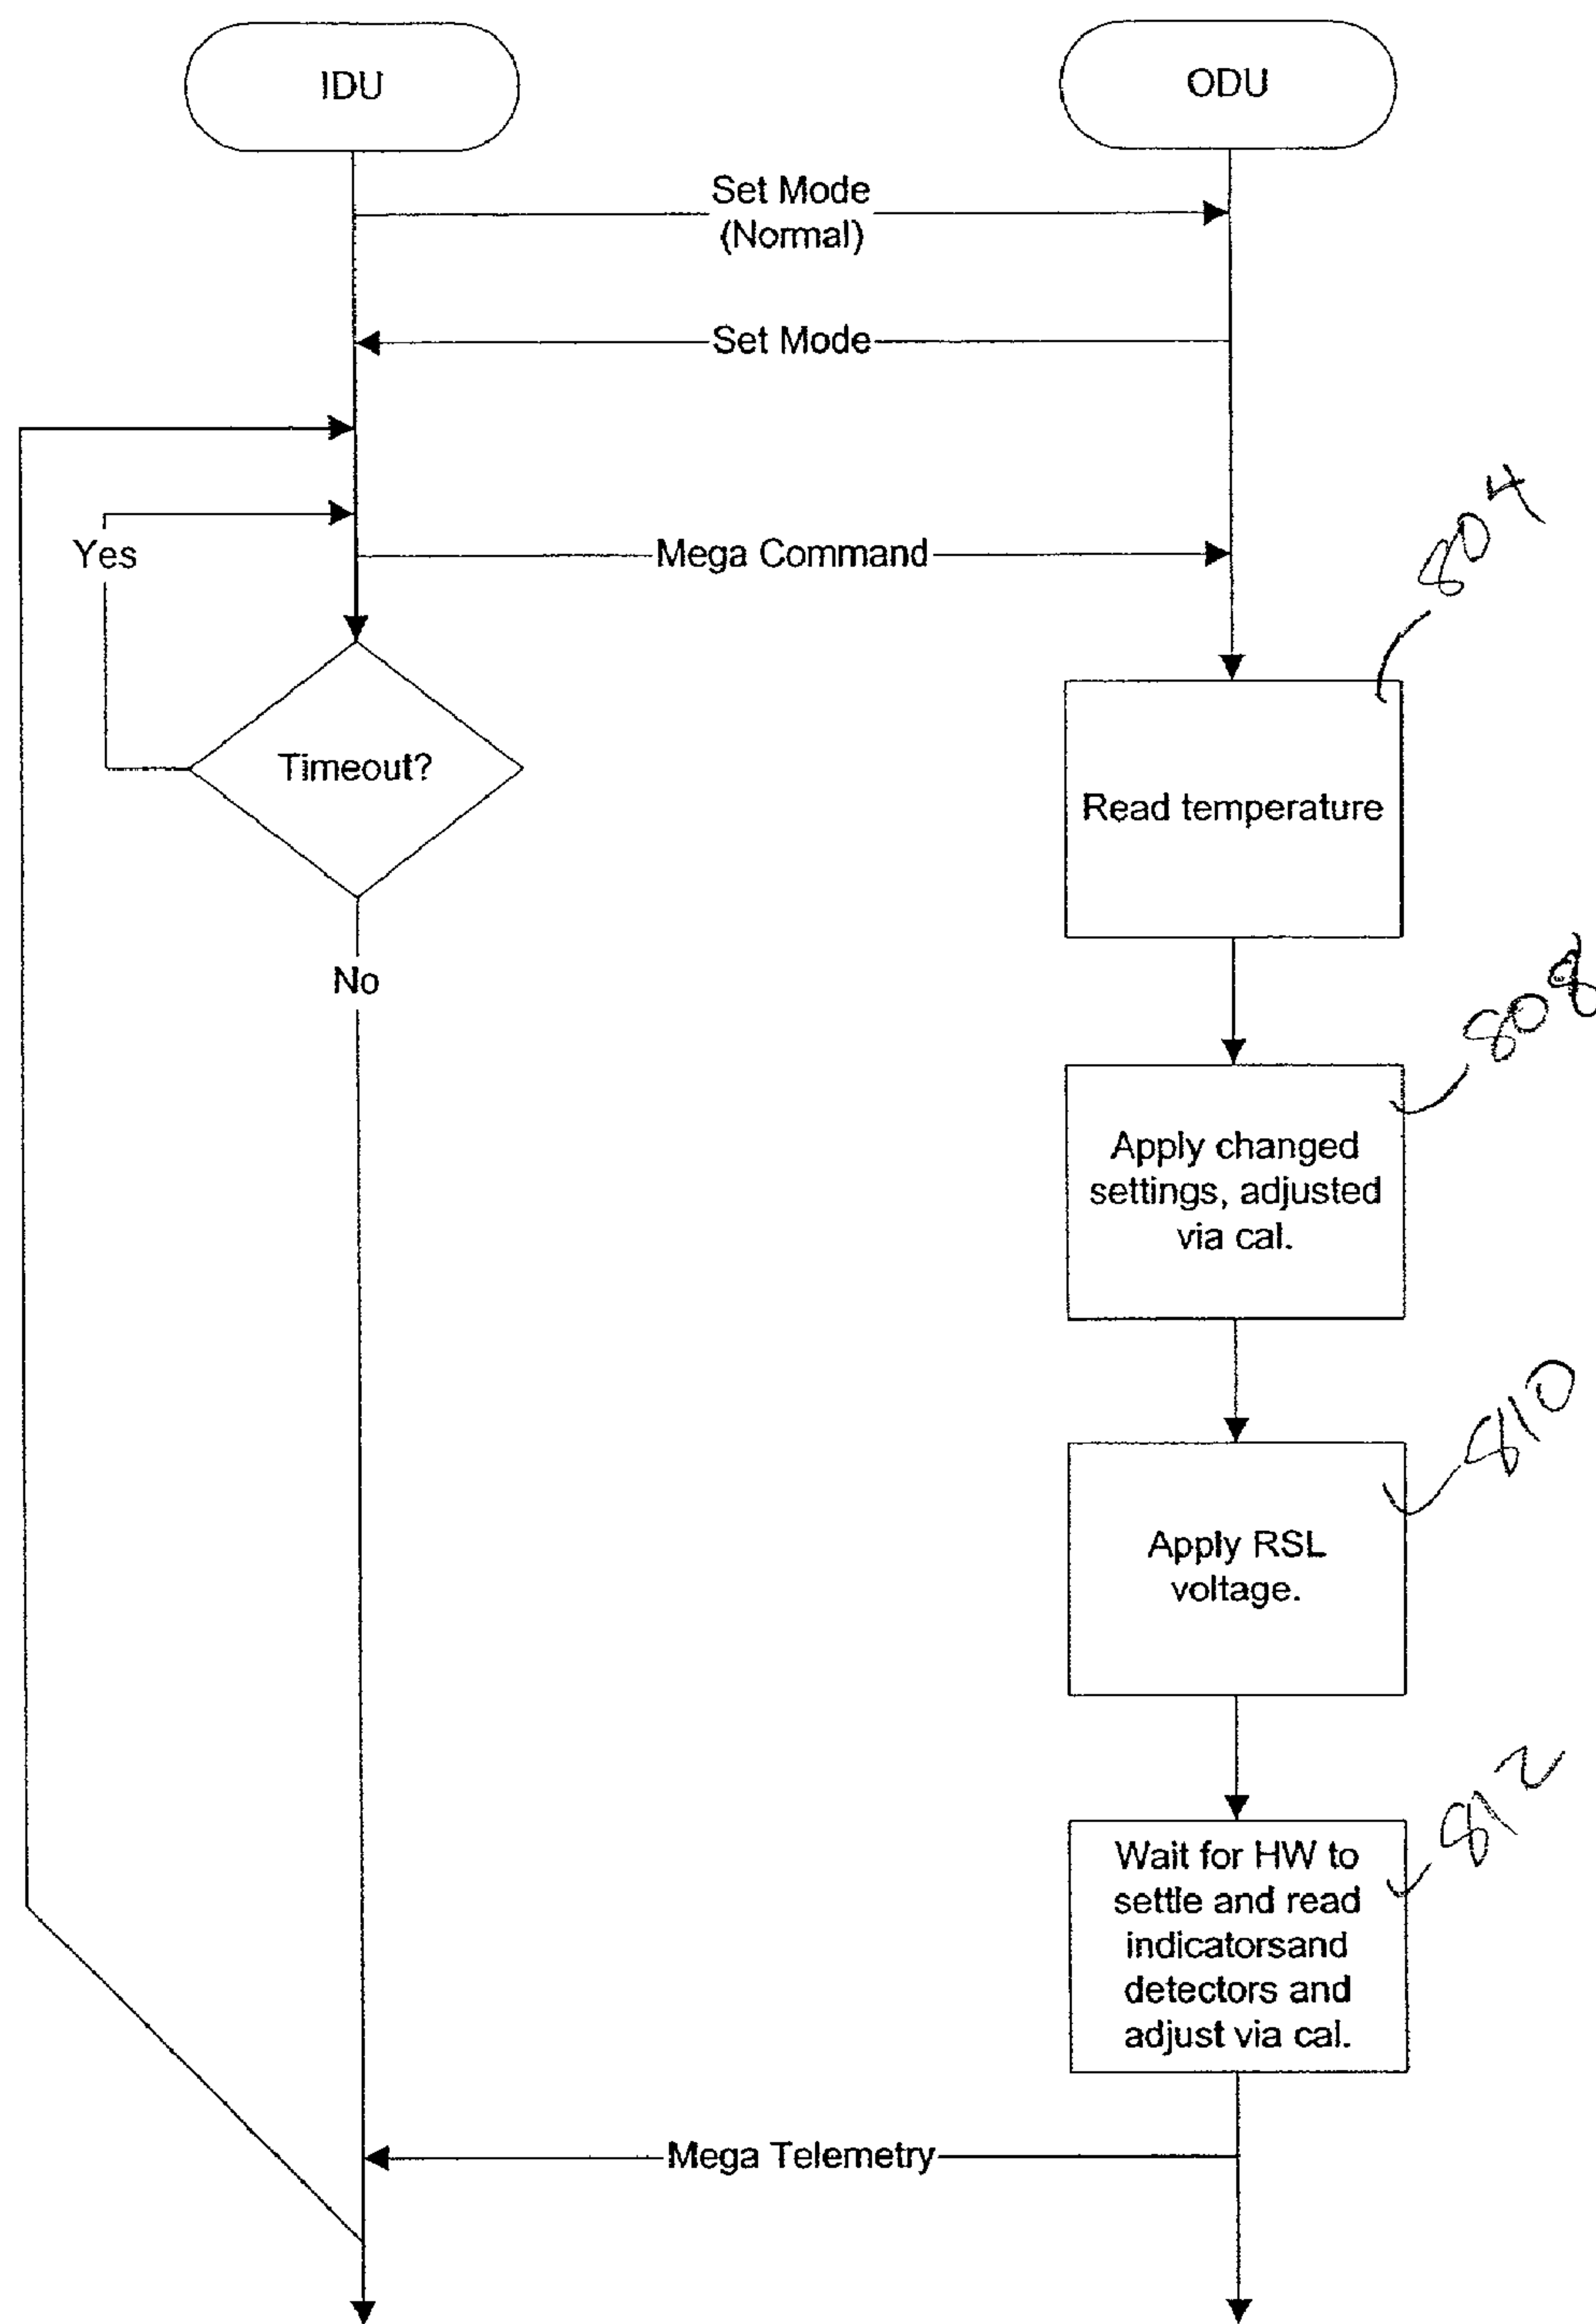 IDU
ODU
Set Mode
(Normal)
Set Mode
Yes
Mega Command
804
Timeout?
Read temperature
No
808
Apply changed
settings, adjusted
via cal.
810
Apply RSL
voltage.
812
Wait for HW to
settle and read
indicatorsand
detectors and
adjust via cal.
Mega Telemetry